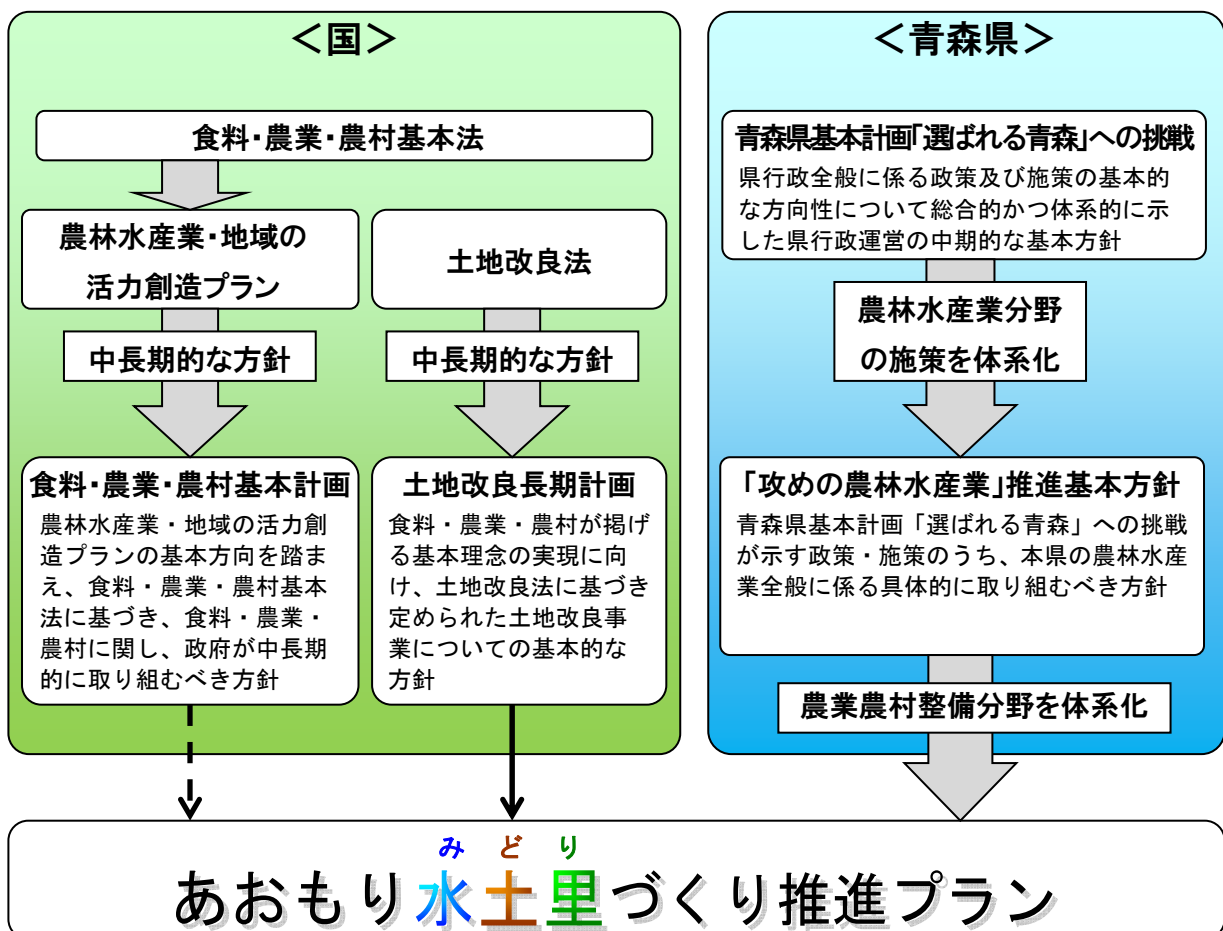 ＜国＞
食料・農業・農村基本法
農林水産業・地域の
活力創造プラン
土地改良法
中長期的な方針
中長期的な方針
食料・農業・農村基本計画
農林水産業・地域の活力創
造プランの基本方向を踏ま
え、食料・農業・農村基本
法に基づき、食料・農業・
農村に関し、政府が中長期
的に取り組むべき方針
土地改良長期計画
食料・農業・農村が掲げ
る基本理念の実現に向
け、土地改良法に基づき
定められた土地改良事
業についての基本的な
方針
＜青森県＞
青森県基本計画「選ばれる青森」への挑戦
県行政全般に係る政策及び施策の基本的
な方向性について総合的かつ体系的に示
した県行政運営の中期的な基本方針
農林水産業分野
の施策を体系化
「攻めの農林水産業」推進基本方針
青森県基本計画「選ばれる青森」への挑戦
が示す政策・施策のうち、本県の農林水産
業全般に係る具体的に取り組むべき方針
農業農村整備分野を体系化
み ど り
あおもり水土里づくり推進プラン